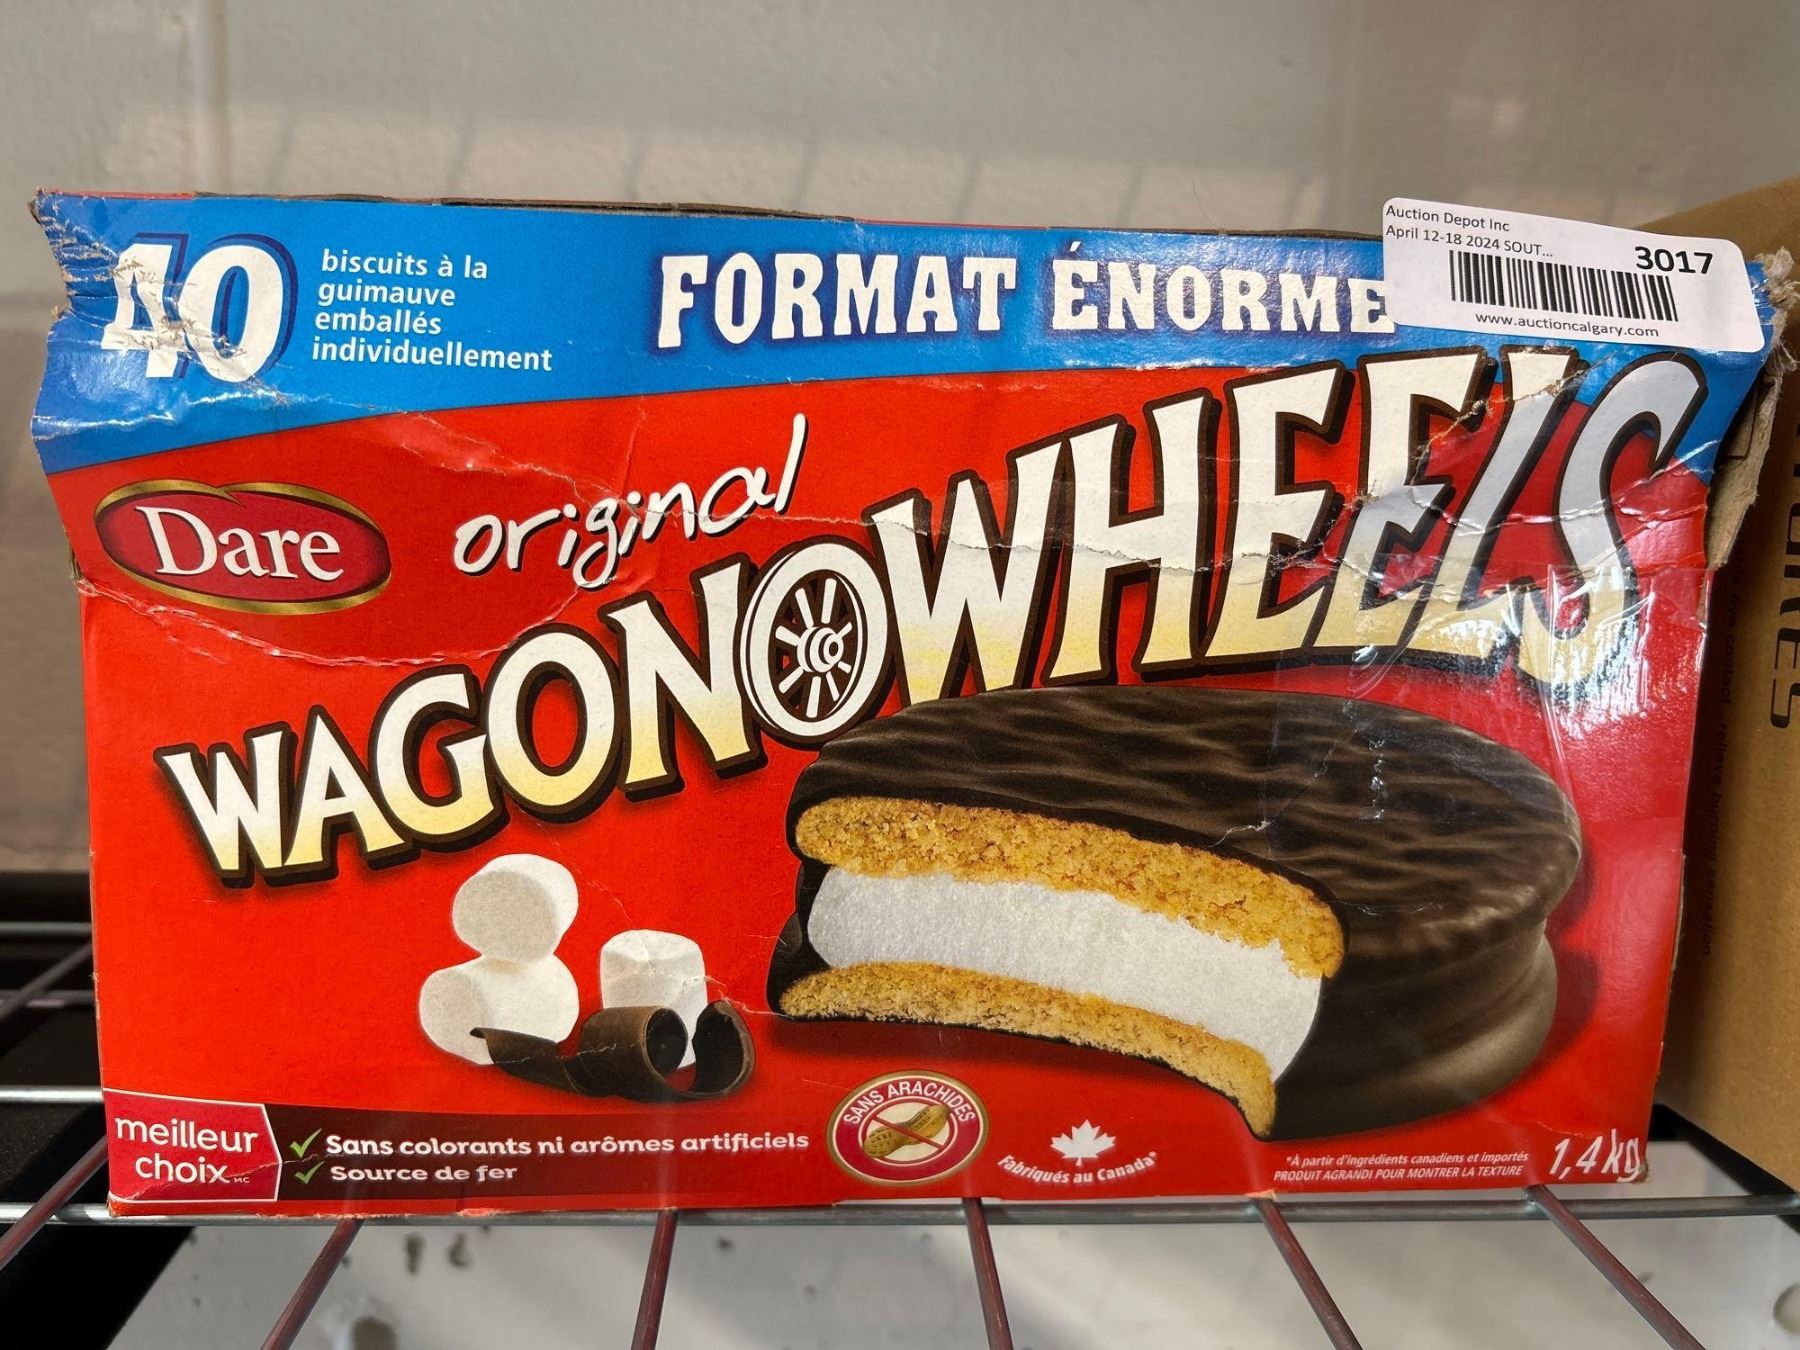 Auction Depot Inc
April 12-18 2024 SOUT...
3017
www.auctioncalgary.com
40
biscuits à la
guimauve
emballés
individuellement
FORMAT ÉNORME
Dare
original
WAGON WHEELS
meilleur
choix MC
Sans colorants ni arômes artificiels
Source de fer
SANS ARACHIDES
Fabriqués au Canada*
*À partir d'ingrédients canadiens et importés
PRODUIT AGRANDI POUR MONTRER LA TEXTURE
1,4 kg